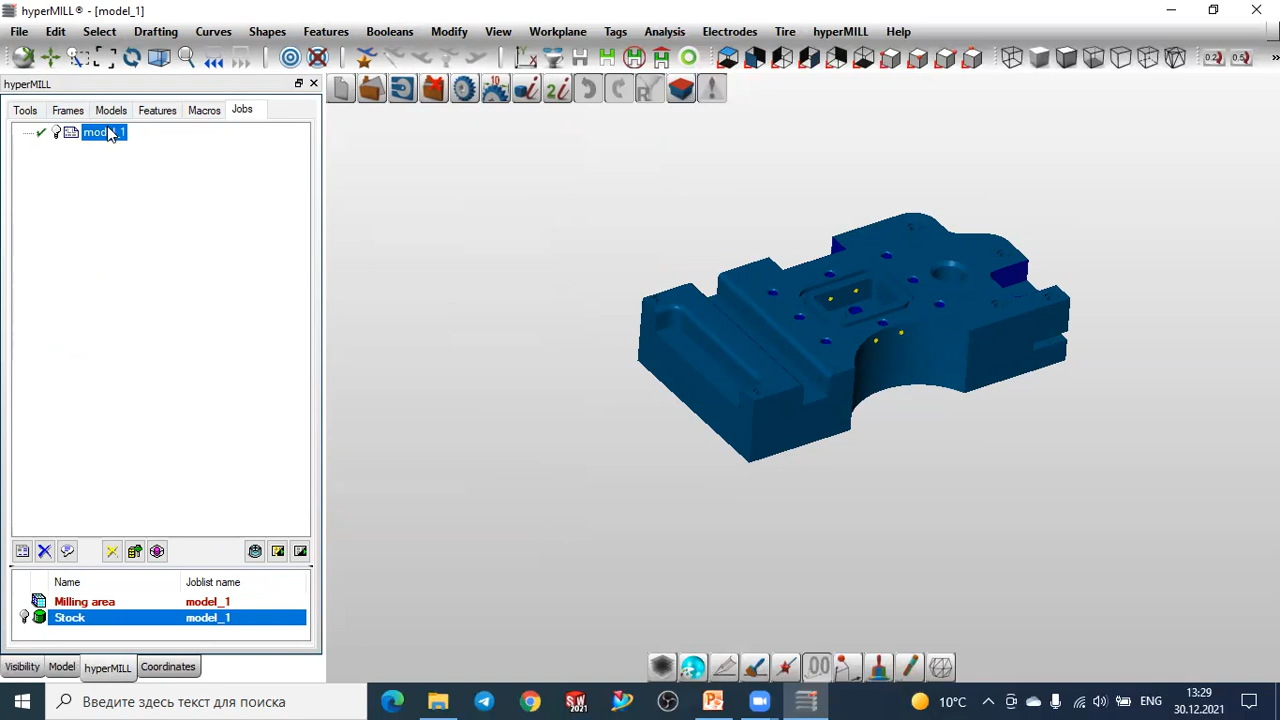 hyperMILL® - [model_1]
File Edit Select Drafting Curves Shapes Features Booleans Modify View Workplane Tags Analysis Electrodes Tire hyperMILL Help
hyperMILL
Tools Frames Models Features Macros Jobs
model_1
Name Joblist name
Milling area model_1
Stock model_1
Visibility Model hyperMILL Coordinates
Введите здесь текст для поиска
10°C ENG 13:29
30.12.2021